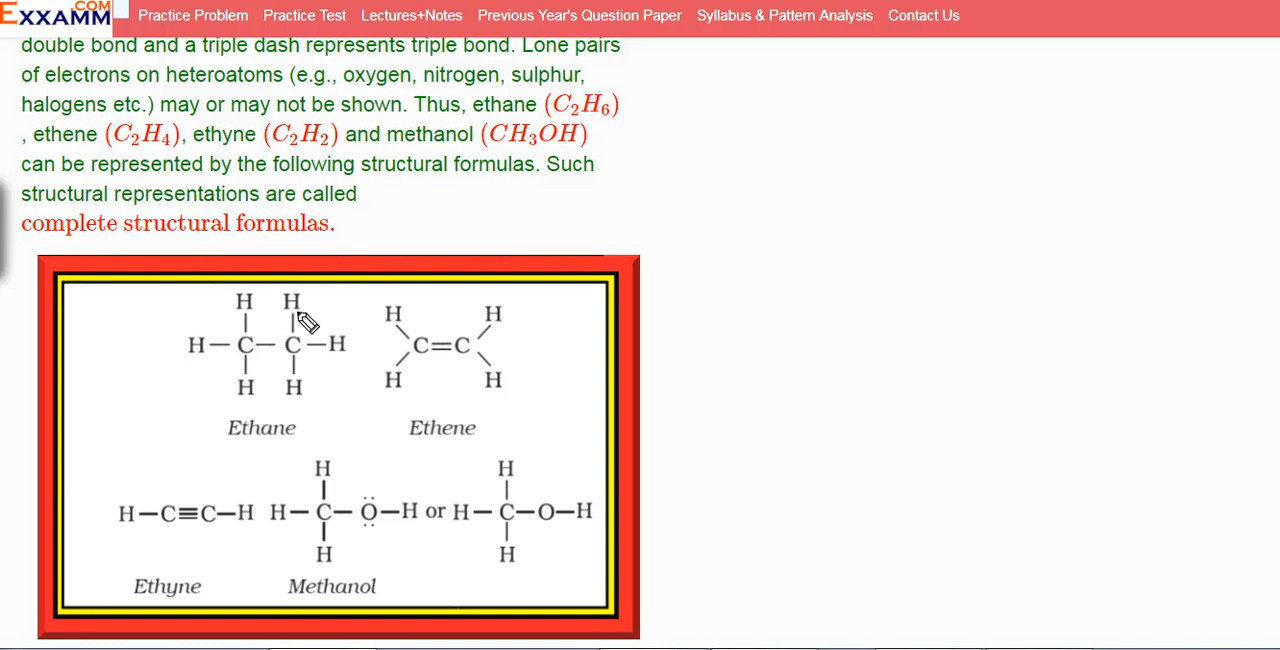 EXXAMM.COM Practice Problem Practice Test Lectures+Notes Previous Year's Question Paper Syllabus & Pattern Analysis Contact Us
double bond and a triple dash represents triple bond. Lone pairs
of electrons on heteroatoms (e.g., oxygen, nitrogen, sulphur,
halogens etc.) may or may not be shown. Thus, ethane (C₂H₆)
, ethene (C₂H₄), ethyne (C₂H₂) and methanol (CH₃OH)
can be represented by the following structural formulas. Such
structural representations are called
complete structural formulas.
H H H H
H–C–C–H C=C
H H H H
Ethane Ethene
H H
H–C≡C–H H–C–Ö–H or H–C–O–H
H H
Ethyne Methanol